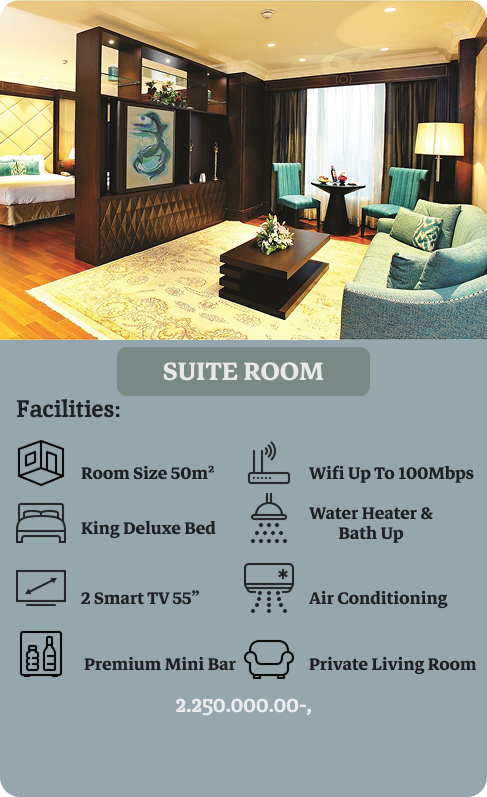 SUITE ROOM
Facilities:
Room Size 50m²
Wifi Up To 100Mbps
King Deluxe Bed
Water Heater &
Bath Up
2 Smart TV 55”
Air Conditioning
Premium Mini Bar
Private Living Room
2.250.000.00-,